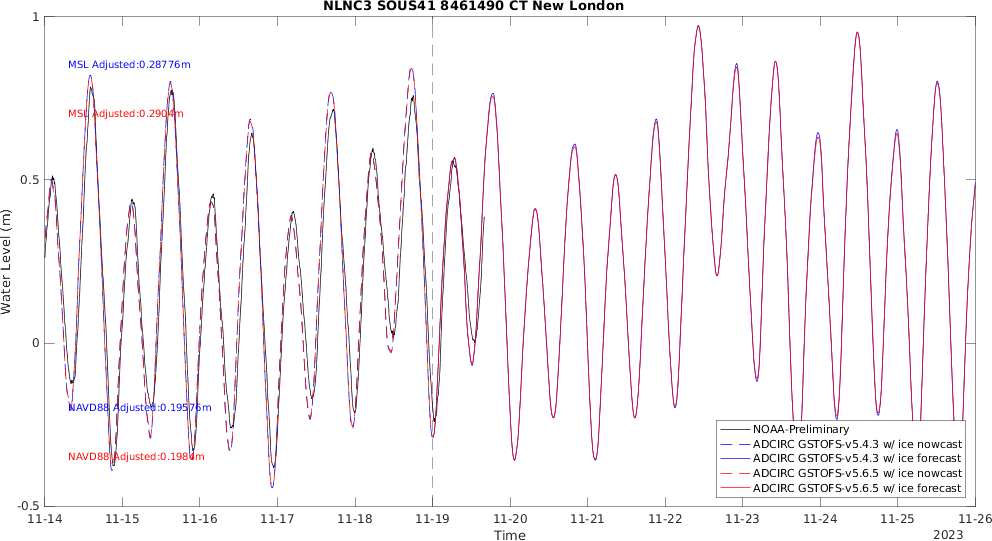 NLNC3 SOUS41 8461490 CT New London
Water Level (m)
1
0.5
0
-0.5
MSL Adjusted:0.28776m
MSL Adjusted:0.2904m
NAVD88 Adjusted:0.19576m
NAVD88 Adjusted:0.1984m
NOAA-Preliminary
ADCIRC GSTOFS-v5.4.3 w/ ice nowcast
ADCIRC GSTOFS-v5.4.3 w/ ice forecast
ADCIRC GSTOFS-v5.6.5 w/ ice nowcast
ADCIRC GSTOFS-v5.6.5 w/ ice forecast
11-14 11-15 11-16 11-17 11-18 11-19 11-20 11-21 11-22 11-23 11-24 11-25 11-26
Time
2023